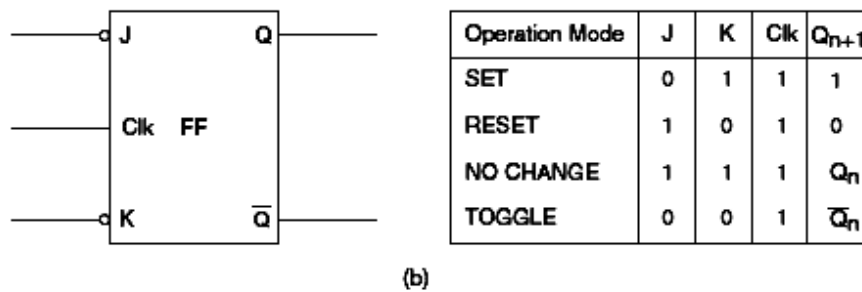 J Q
Clk FF
K Q̅
Operation Mode J K Clk Qn+1
SET 0 1 1 1
RESET 1 0 1 0
NO CHANGE 1 1 1 Qn
TOGGLE 0 0 1 Q̅n
(b)